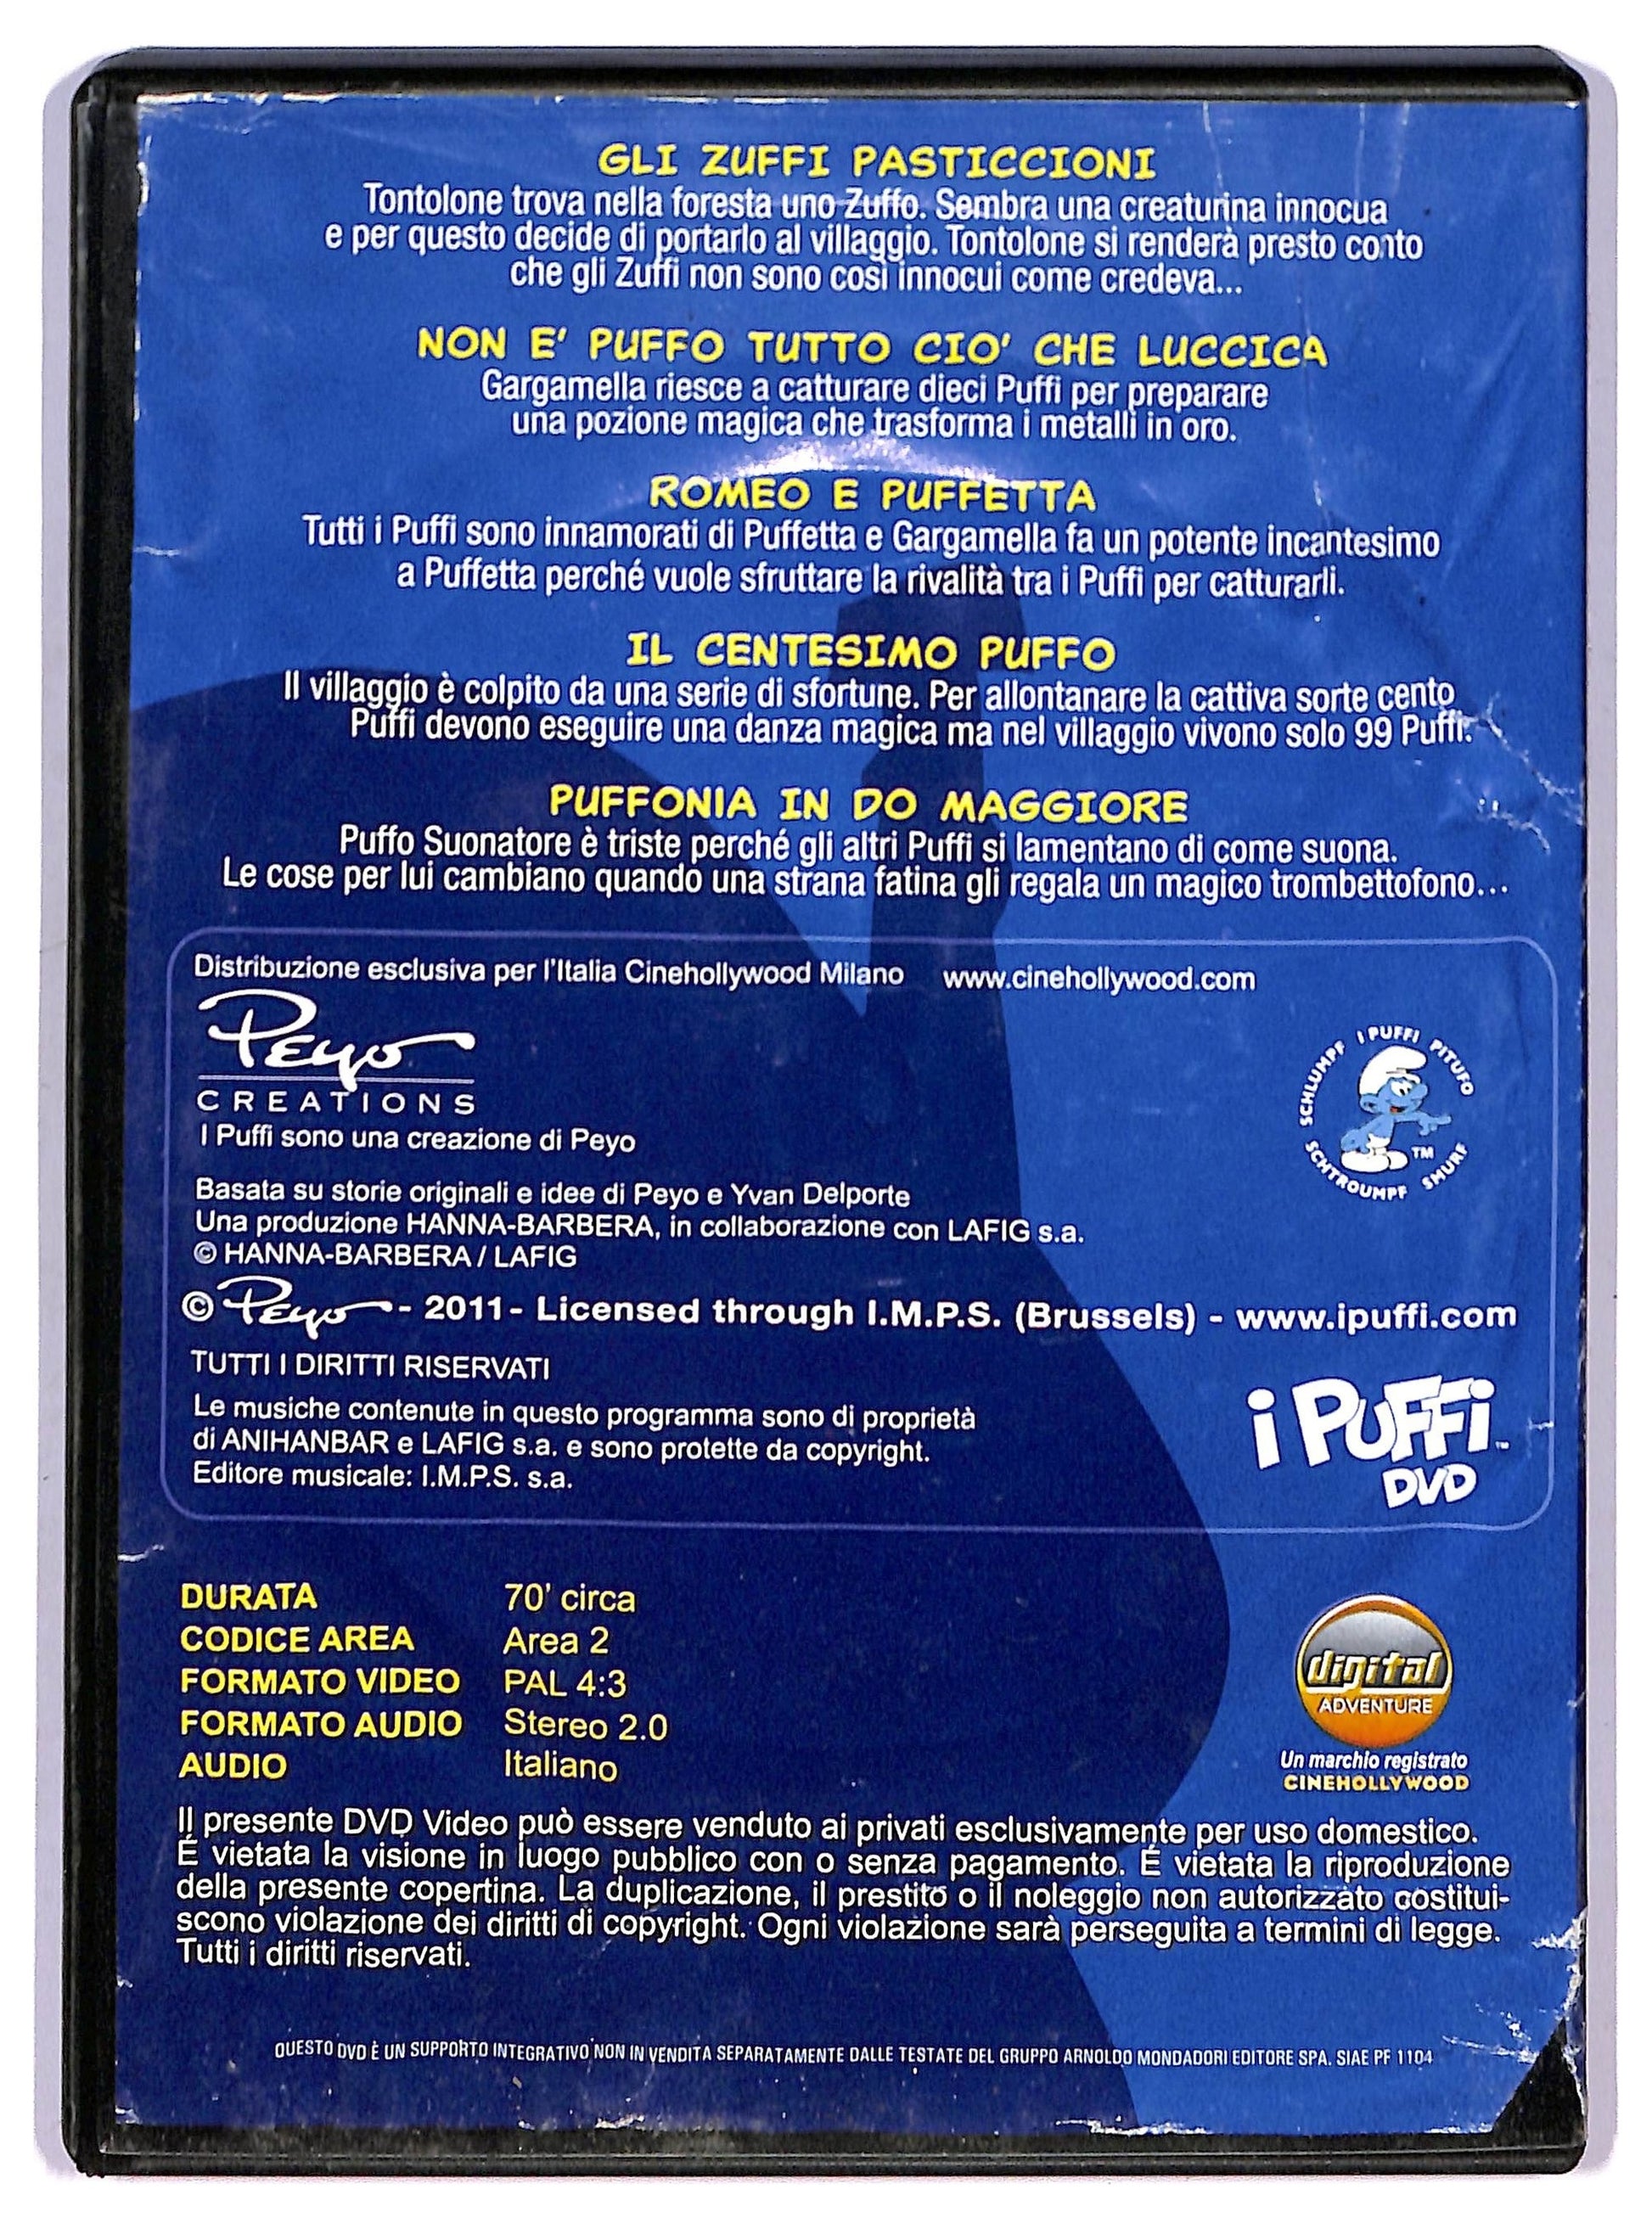 GLI ZUFFI PASTICCIONI
Tontolone trova nella foresta uno Zuffo. Sembra una creaturina innocua
e per questo decide di portarlo al villaggio. Tontolone si renderà presto conto
che gli Zuffi non sono così innocui come credeva...
NON E' PUFFO TUTTO CIO' CHE LUCCICA
Gargamella riesce a catturare dieci Puffi per preparare
una pozione magica che trasforma i metalli in oro.
ROMEO E PUFFETTA
Tutti i Puffi sono innamorati di Puffetta e Gargamella fa un potente incantesimo
a Puffetta perché vuole sfruttare la rivalità tra i Puffi per catturarli.
IL CENTESIMO PUFFO
Il villaggio è colpito da una serie di sfortune. Per allontanare la cattiva sorte cento
Puffi devono eseguire una danza magica ma nel villaggio vivono solo 99 Puffi.
PUFFONIA IN DO MAGGIORE
Puffo Suonatore è triste perché gli altri Puffi si lamentano di come suona.
Le cose per lui cambiano quando una strana fatina gli regala un magico trombettofono...
Distribuzione esclusiva per l'Italia Cinehollywood Milano www.cinehollywood.com
Peyo
CREATIONS
I Puffi sono una creazione di Peyo
I PUFFI PITUFO SMURF SCHTROUMPF SCHLUMPF
TM
Basata su storie originali e idee di Peyo e Yvan Delporte
Una produzione HANNA-BARBERA, in collaborazione con LAFIG s.a.
© HANNA-BARBERA / LAFIG
© Peyo - 2011 - Licensed through I.M.P.S. (Brussels) - www.ipuffi.com
TUTTI I DIRITTI RISERVATI
Le musiche contenute in questo programma sono di proprietà
di ANIHANBAR e LAFIG s.a. e sono protette da copyright.
Editore musicale: I.M.P.S. s.a.
i PUFFi
DVD
DURATA 70' circa
CODICE AREA Area 2
FORMATO VIDEO PAL 4:3
FORMATO AUDIO Stereo 2.0
AUDIO Italiano
digital
ADVENTURE
Un marchio registrato
CINEHOLLYWOOD
Il presente DVD Video può essere venduto ai privati esclusivamente per uso domestico.
É vietata la visione in luogo pubblico con o senza pagamento. É vietata la riproduzione
della presente copertina. La duplicazione, il prestito o il noleggio non autorizzato costitui-
scono violazione dei diritti di copyright. Ogni violazione sarà perseguita a termini di legge.
Tutti i diritti riservati.
QUESTO DVD È UN SUPPORTO INTEGRATIVO NON IN VENDITA SEPARATAMENTE DALLE TESTATE DEL GRUPPO ARNOLDO MONDADORI EDITORE SPA. SIAE PF 1104